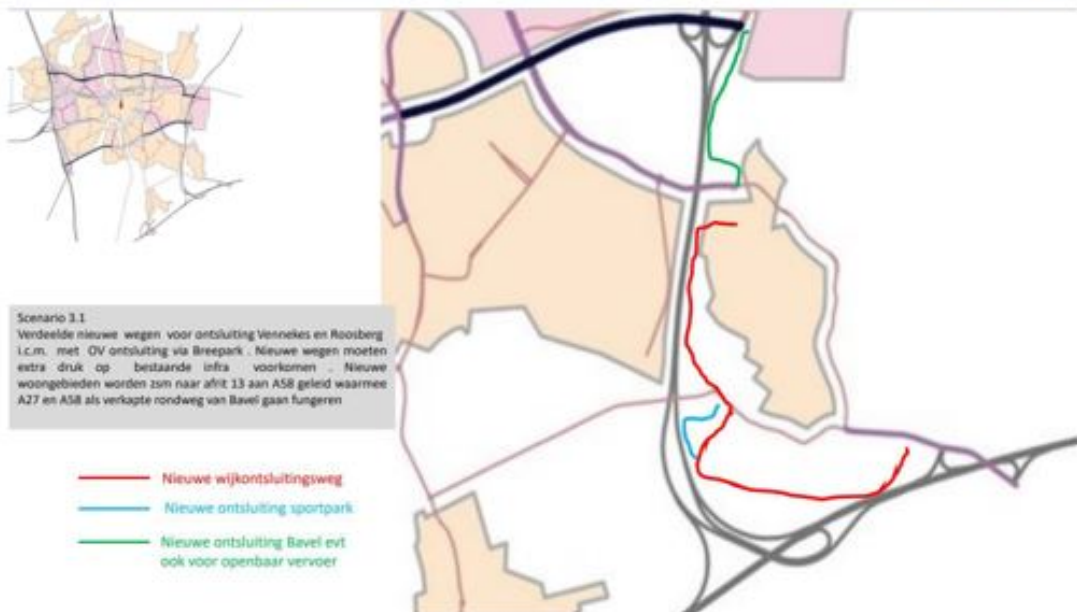 Scenario 3.1
Verdeelde nieuwe wegen voor ontsluiting Vennekes en Roosberg
i.c.m. met OV ontsluiting via Breepark . Nieuwe wegen moeten
extra druk op bestaande infra voorkomen . Nieuwe
woongebieden worden zsm naar afrit 13 aan A58 geleid waarmee
A27 en A58 als verkapte rondweg van Bavel gaan fungeren
Nieuwe wijkontsluitingsweg
Nieuwe ontsluiting sportpark
Nieuwe ontsluiting Bavel evt
ook voor openbaar vervoer